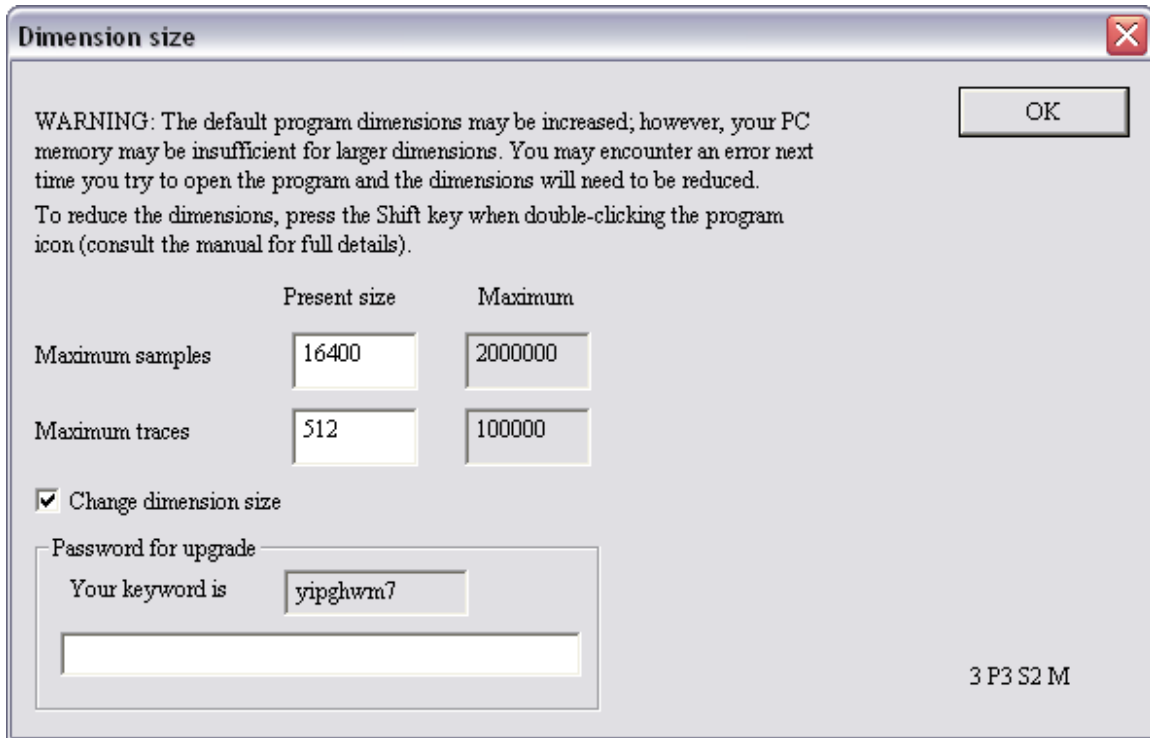 Dimension size
WARNING: The default program dimensions may be increased; however, your PC
memory may be insufficient for larger dimensions. You may encounter an error next
time you try to open the program and the dimensions will need to be reduced.
To reduce the dimensions, press the Shift key when double-clicking the program
icon (consult the manual for full details).
OK
Present size Maximum
Maximum samples 16400 2000000
Maximum traces 512 100000
Change dimension size
Password for upgrade
Your keyword is yipghwm7
3 P3 S2 M